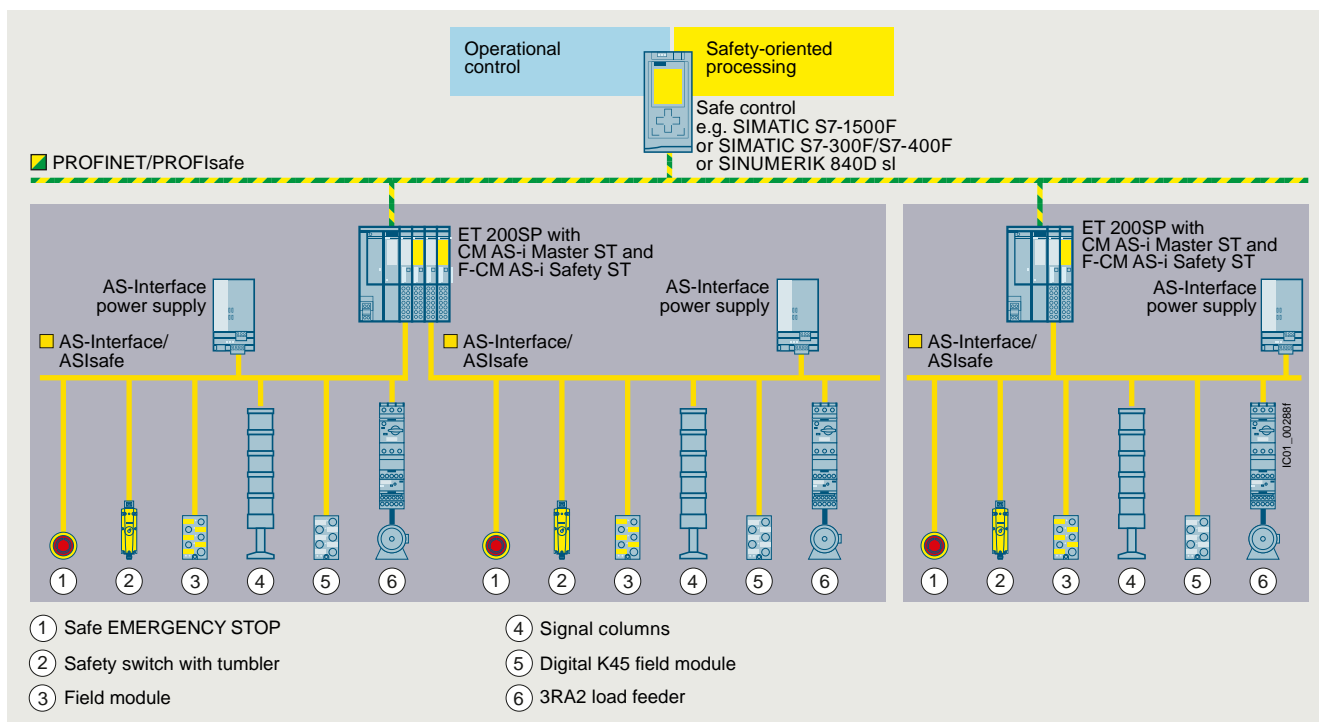 Operational
control
Safety-oriented
processing
Safe control
e.g. SIMATIC S7-1500F
or SIMATIC S7-300F/S7-400F
or SINUMERIK 840D sl
PROFINET/PROFIsafe
ET 200SP with
CM AS-i Master ST and
F-CM AS-i Safety ST
AS-Interface
power supply
AS-Interface
power supply
AS-Interface/
ASIsafe
AS-Interface/
ASIsafe
ET 200SP with
CM AS-i Master ST and
F-CM AS-i Safety ST
AS-Interface
power supply
AS-Interface/
ASIsafe
IC01_00288f
1 2 3 4 5 6
1 2 3 4 5 6
1 2 3 4 5 6
1 Safe EMERGENCY STOP
2 Safety switch with tumbler
3 Field module
4 Signal columns
5 Digital K45 field module
6 3RA2 load feeder